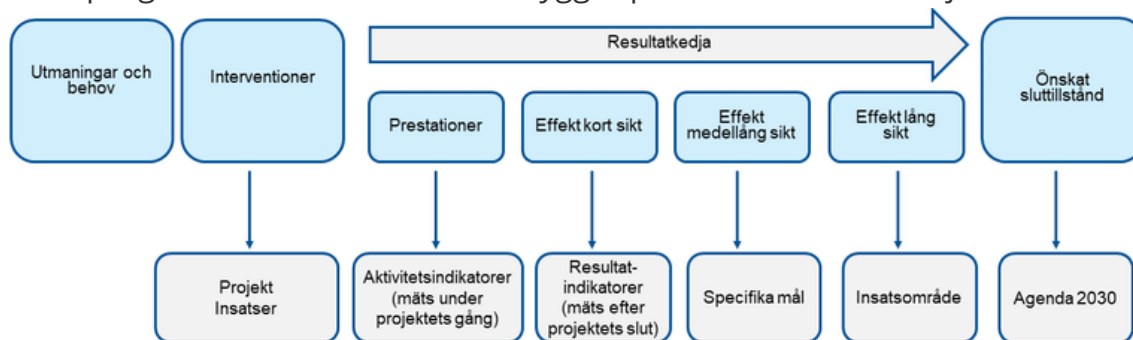 Resultatkedja
Utmaningar och
behov
Interventioner
Önskat
sluttillstånd
Prestationer
Effekt kort sikt
Effekt
medellång sikt
Effekt lång
sikt
Projekt
Insatser
Aktivitetsindikatorer
(mäts under
projektets gång)
Resultat-
indikatorer
(mäts efter
projektets slut)
Specifika mål
Insatsområde
Agenda 2030